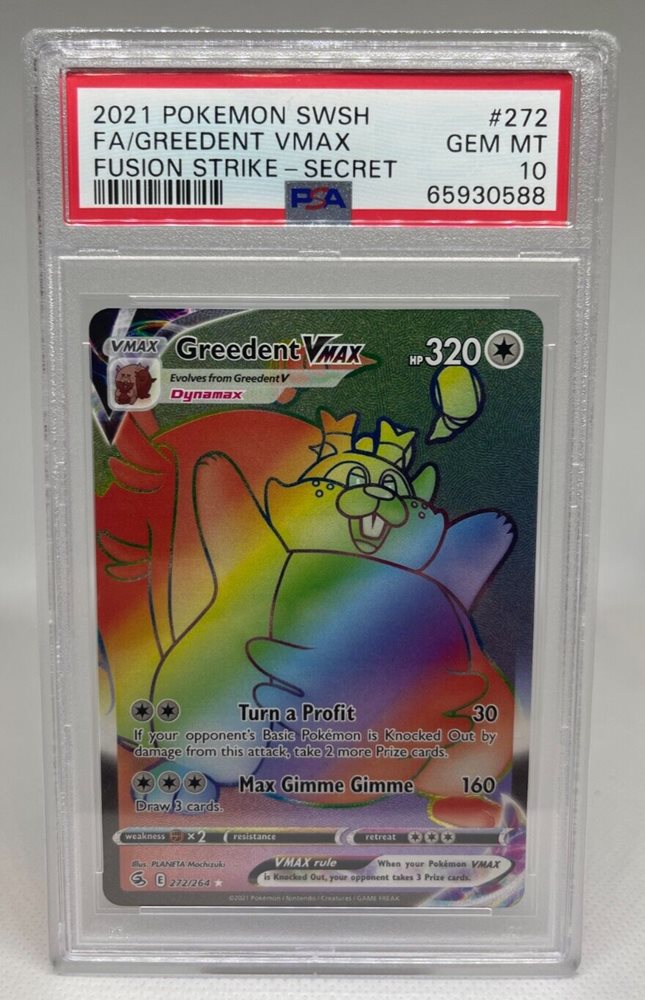 2021 POKEMON SWSH #272
FA/GREEDENT VMAX GEM MT
FUSION STRIKE - SECRET 10
PSA 65930588
VMAX Greedent VMAX HP 320
Evolves from Greedent V
Dynamax
Turn a Profit 30
If your opponent's Basic Pokémon is Knocked Out by
damage from this attack, take 2 more Prize cards.
Max Gimme Gimme 160
Draw 3 cards.
weakness ×2 resistance retreat
Illus. PLANETA Mochizuki VMAX rule When your Pokémon VMAX
is Knocked Out, your opponent takes 3 Prize cards.
E 272/264
©2021 Pokémon / Nintendo / Creatures / GAME FREAK